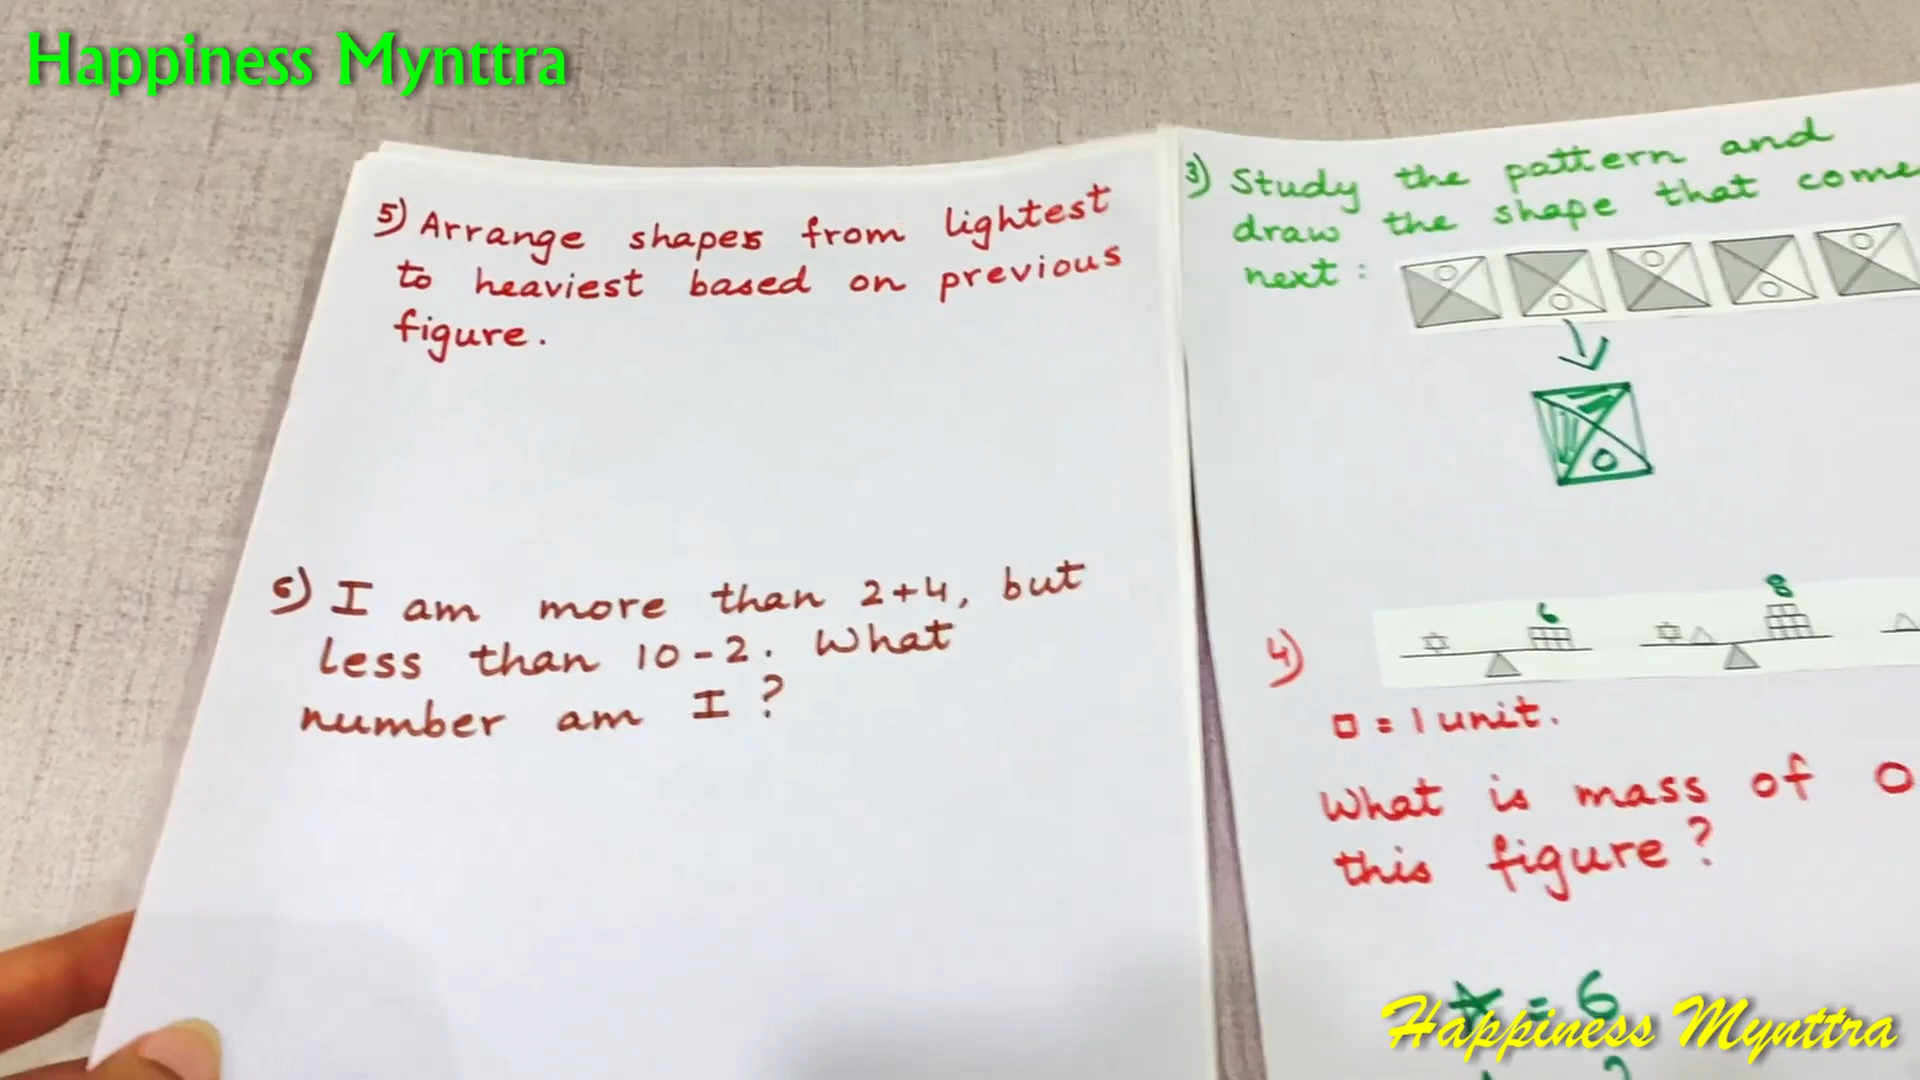 Happiness Mynttra
5) Arrange shapes from lightest
to heaviest based on previous
figure.
6) I am more than 2+4, but
less than 10-2. What
number am I ?
3) Study the pattern and
draw the shape that come
next :
6
8
4)
□ = 1 unit.
What is mass of O
this figure ?
= 6
Happiness Mynttra